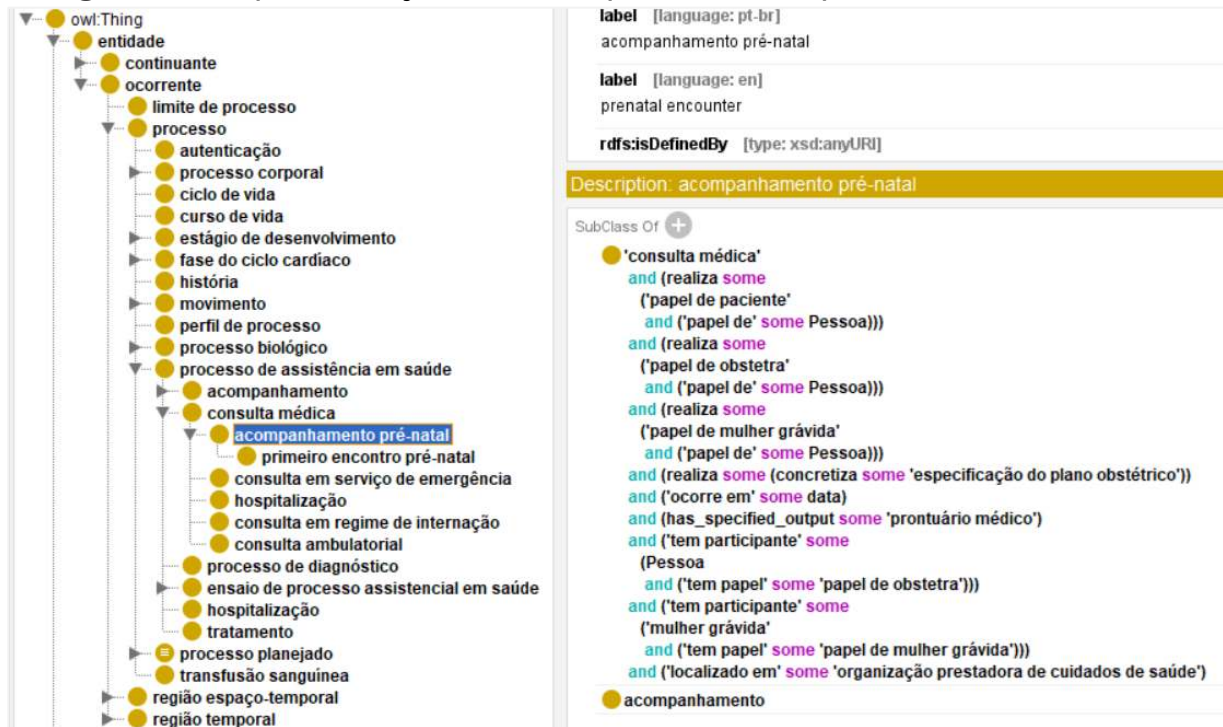 owl:Thing
entidade
continuante
ocorrente
limite de processo
processo
autenticação
processo corporal
ciclo de vida
curso de vida
estágio de desenvolvimento
fase do ciclo cardíaco
história
movimento
perfil de processo
processo biológico
processo de assistência em saúde
acompanhamento
consulta médica
acompanhamento pré-natal
primeiro encontro pré-natal
consulta em serviço de emergência
hospitalização
consulta em regime de internação
consulta ambulatorial
processo de diagnóstico
ensaio de processo assistencial em saúde
hospitalização
tratamento
processo planejado
transfusão sanguínea
região espaço-temporal
região temporal
label [language: pt-br]
acompanhamento pré-natal
label [language: en]
prenatal encounter
rdfs:isDefinedBy [type: xsd:anyURI]
Description: acompanhamento pré-natal
SubClass Of
'consulta médica'
and (realiza some
('papel de paciente'
and ('papel de' some Pessoa)))
and (realiza some
('papel de obstetra'
and ('papel de' some Pessoa)))
and (realiza some
('papel de mulher grávida'
and ('papel de' some Pessoa)))
and (realiza some (concretiza some 'especificação do plano obstétrico'))
and ('ocorre em' some data)
and (has_specified_output some 'prontuário médico')
and ('tem participante' some
(Pessoa
and ('tem papel' some 'papel de obstetra')))
and ('tem participante' some
('mulher grávida'
and ('tem papel' some 'papel de mulher grávida')))
and ('localizado em' some 'organização prestadora de cuidados de saúde')
acompanhamento